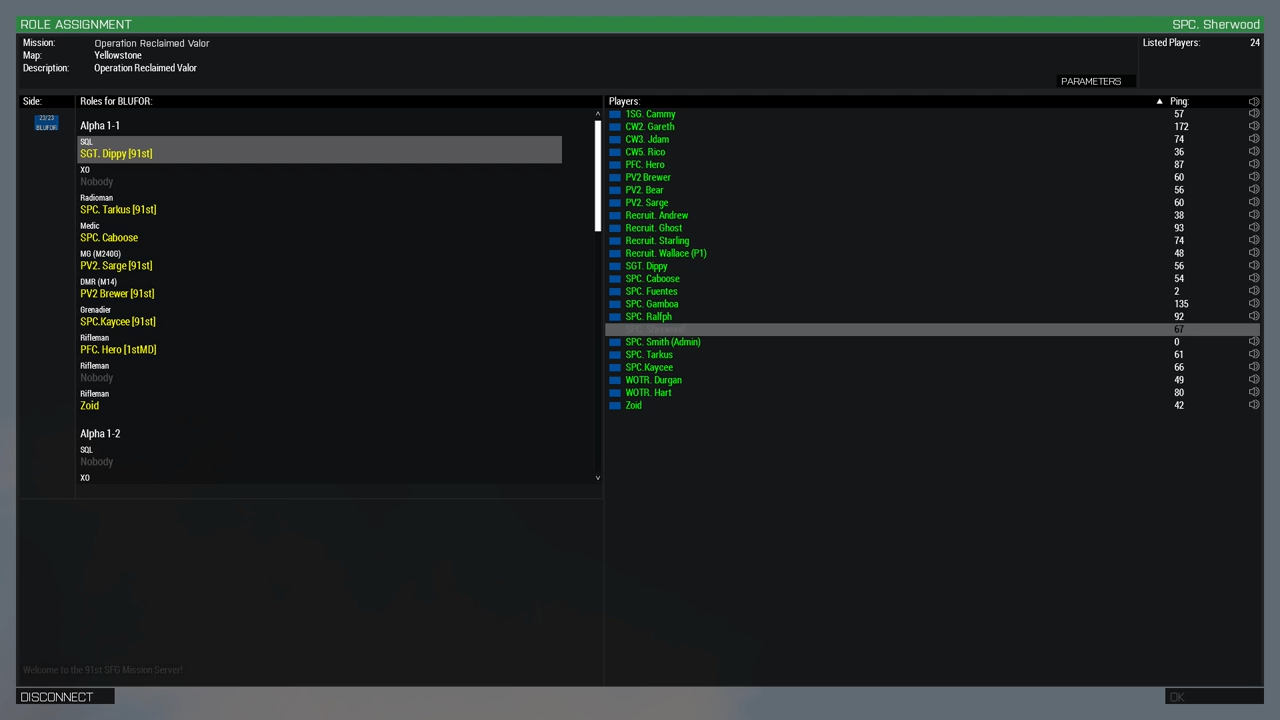 ROLE ASSIGNMENT
SPC. Sherwood
Mission: Operation Reclaimed Valor
Map: Yellowstone
Description: Operation Reclaimed Valor
Listed Players: 24
PARAMETERS
Side:
23/23
BLUFOR
Roles for BLUFOR:
Alpha 1-1
SQL
SGT. Dippy [91st]
XO
Nobody
Radioman
SPC. Tarkus [91st]
Medic
SPC. Caboose
MG (M240G)
PV2. Sarge [91st]
DMR (M14)
PV2 Brewer [91st]
Grenadier
SPC.Kaycee [91st]
Rifleman
PFC. Hero [1stMD]
Rifleman
Nobody
Rifleman
Zoid
Alpha 1-2
SQL
Nobody
XO
Players: Ping:
1SG. Cammy 57
CW2. Gareth 172
CW3. Jdam 74
CW5. Rico 36
PFC. Hero 87
PV2 Brewer 60
PV2. Bear 56
PV2. Sarge 60
Recruit. Andrew 38
Recruit. Ghost 93
Recruit. Starling 74
Recruit. Wallace (P1) 48
SGT. Dippy 56
SPC. Caboose 54
SPC. Fuentes 2
SPC. Gamboa 135
SPC. Ralfph 92
SPC. Sherwood 67
SPC. Smith (Admin) 0
SPC. Tarkus 61
SPC.Kaycee 66
WOTR. Durgan 49
WOTR. Hart 80
Zoid 42
Welcome to the 91st SFG Mission Server!
DISCONNECT
OK